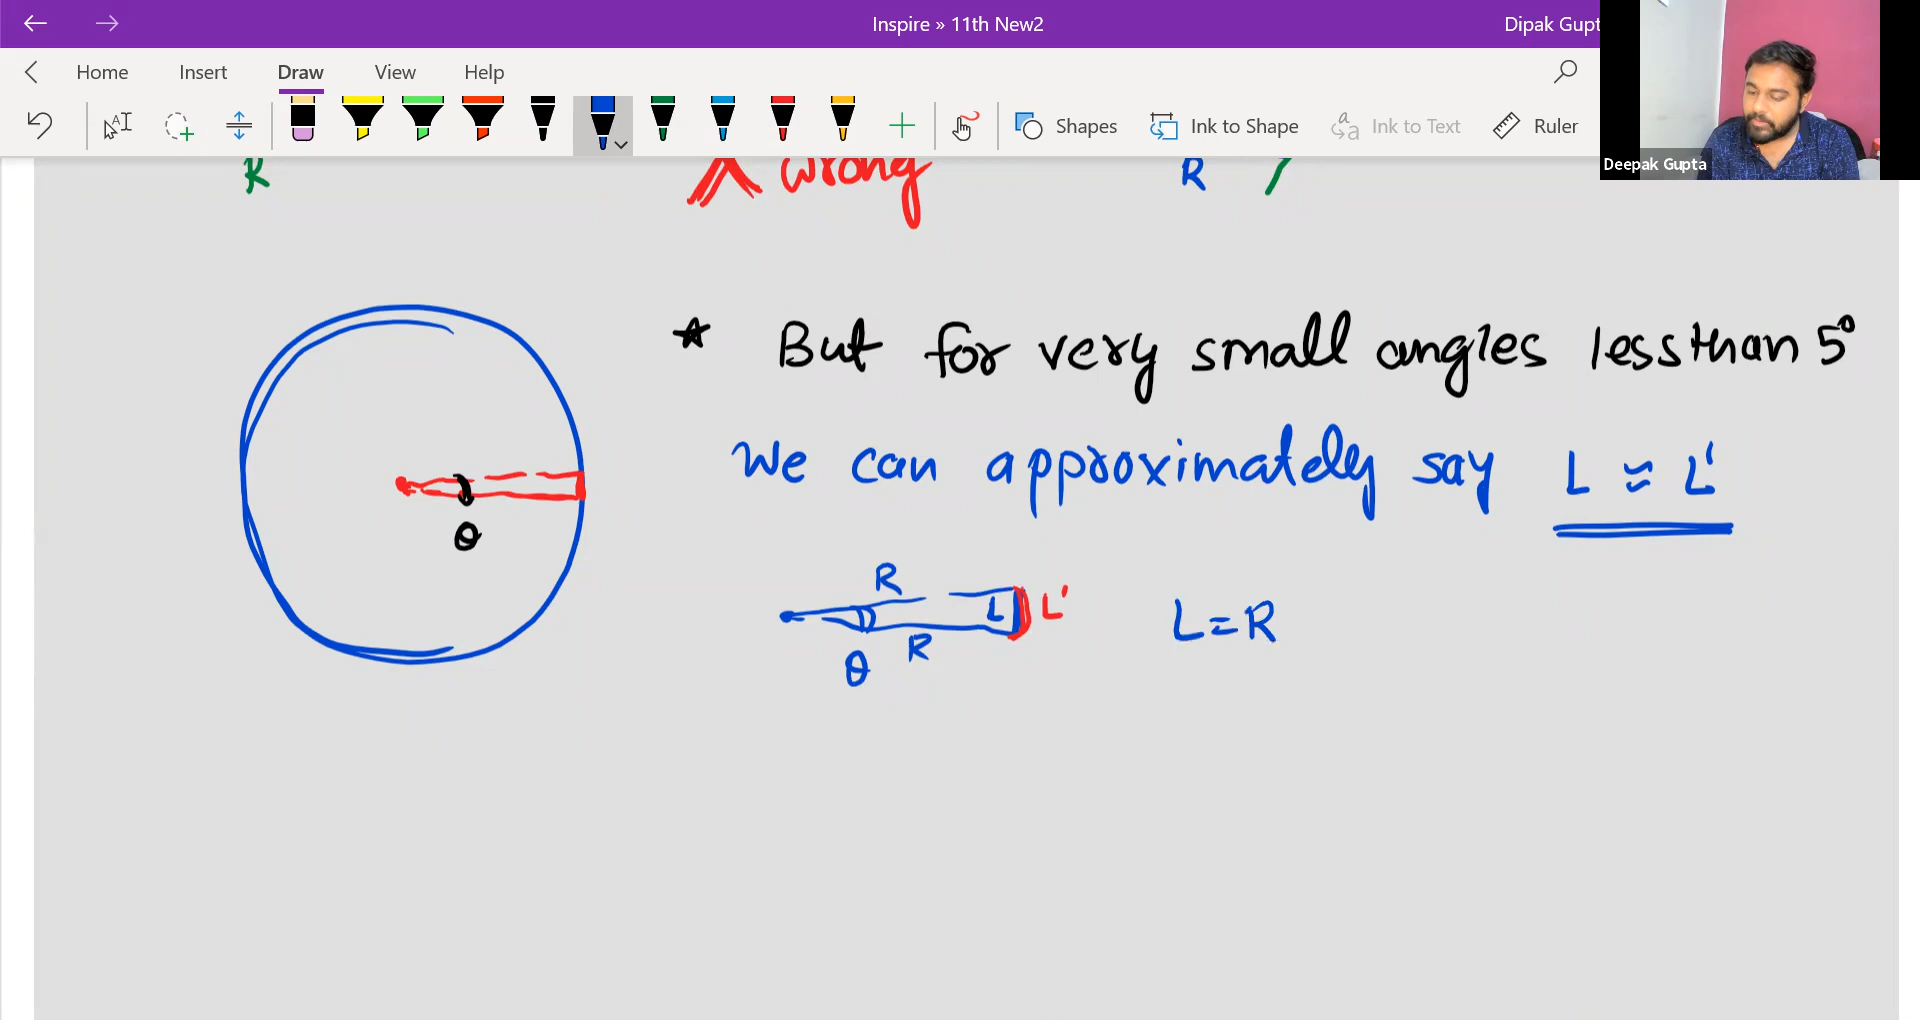 Inspire » 11th New2
Dipak Gupt
Home Insert Draw View Help
Shapes Ink to Shape Ink to Text Ruler
Deepak Gupta
R wrong R
★ But for very small angles less than 5°
We can approximately say L ≈ L'
θ
R
L L' L = R
R
θ